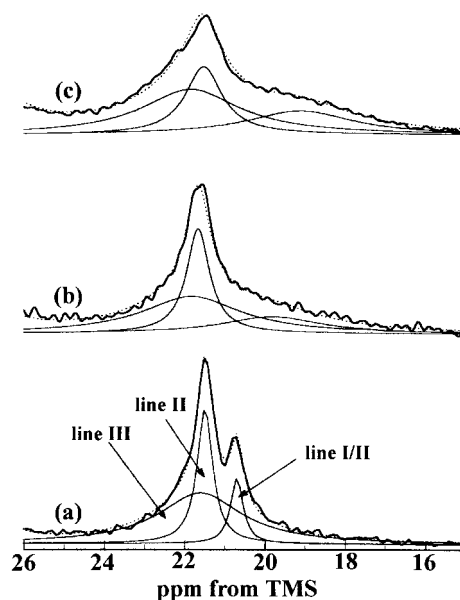 (c)
(b)
line II
line III
line I/II
(a)
26 24 22 20 18 16
ppm from TMS